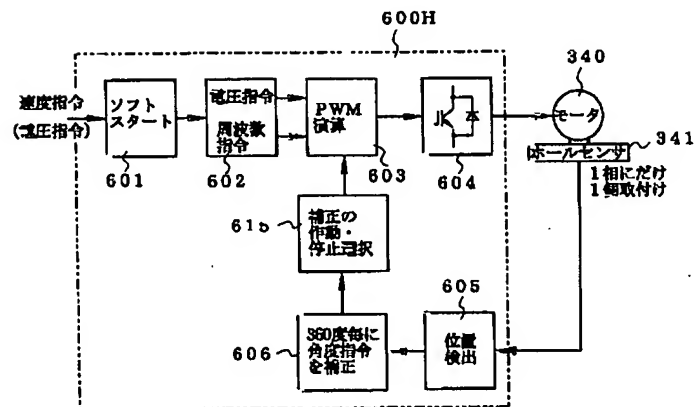 600H
速度指令
(電圧指令)
ソフト
スタート
601
電圧指令
周波数
指令
602
PWM
演算
603
604
340
モータ
ホールセンサ
341
1相にだけ
1個取付け
補正の
作動・
停止選択
360度毎に
角度指令
を補正
606
605
位置
検出